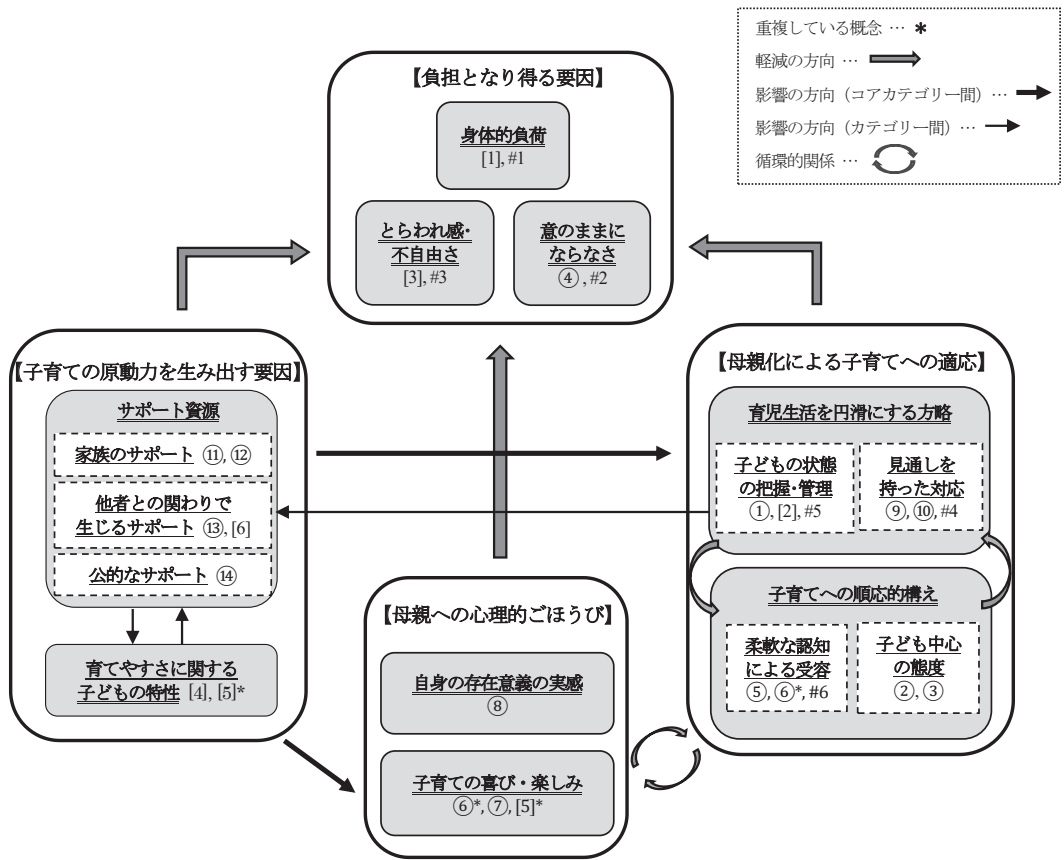 重複している概念 … *
軽減の方向 …
影響の方向（コアカテゴリー間）…
影響の方向（カテゴリー間）…
循環的関係 …
【負担となり得る要因】
身体的負荷
[1], #1
とらわれ感・
不自由さ
[3], #3
意のままに
ならなさ
④, #2
【子育ての原動力を生み出す要因】
サポート資源
家族のサポート ⑪, ⑫
他者との関わりで
生じるサポート ⑬, [6]
公的なサポート ⑭
育てやすさに関する
子どもの特性 [4], [5]*
【母親への心理的ごほうび】
自身の存在意義の実感
⑧
子育ての喜び・楽しみ
⑥*, ⑦, [5]*
【母親化による子育てへの適応】
育児生活を円滑にする方略
子どもの状態
の把握・管理
①, [2], #5
見通しを
持った対応
⑨, ⑩, #4
子育てへの順応的構え
柔軟な認知
による受容
⑤, ⑥*, #6
子ども中心
の態度
②, ③